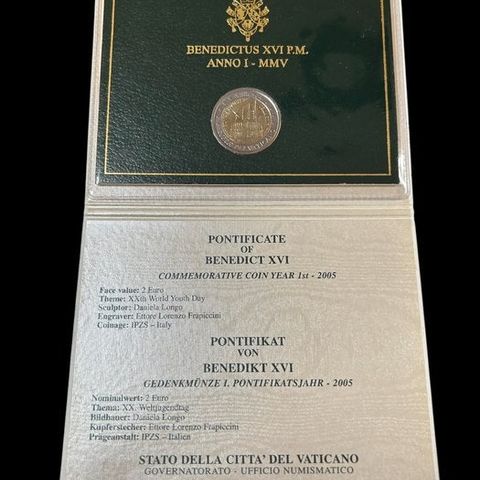 BENEDICTUS XVI P.M.
ANNO I - MMV
PONTIFICATE
OF
BENEDICT XVI
COMMEMORATIVE COIN YEAR 1st - 2005
Face value: 2 Euro
Theme: XXth World Youth Day
Sculptor: Daniela Longo
Engraver: Ettore Lorenzo Frapiccini
Coinage: IPZS – Italy
PONTIFIKAT
VON
BENEDIKT XVI
GEDENKMÜNZE I. PONTIFIKATSJAHR - 2005
Nominalwert: 2 Euro
Thema: XX. Weltjugendtag
Bildhauer: Daniela Longo
Kupferstecher: Ettore Lorenzo Frapiccini
Prägeanstalt: IPZS – Italien
STATO DELLA CITTA' DEL VATICANO
GOVERNATORATO - UFFICIO NUMISMATICO